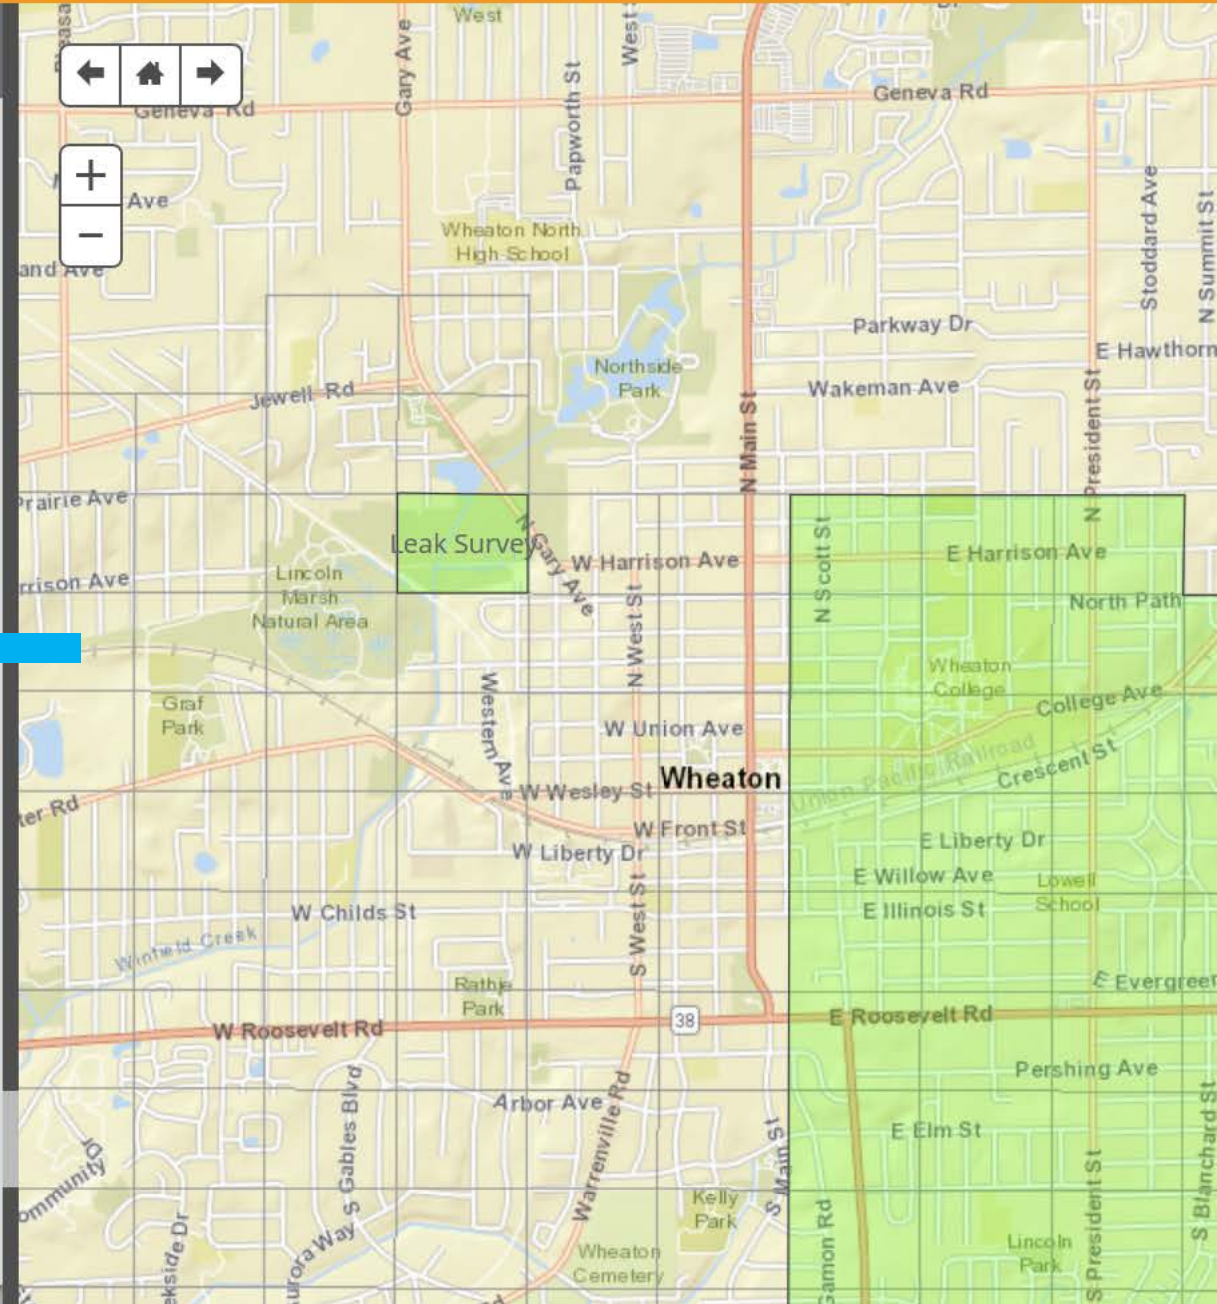 West
Gary Ave
Papworth St
West
Geneva Rd
Geneva Rd
Ave
Wheaton North
High School
and Ave
Stoddard Ave
N Summit St
Parkway Dr
E Hawthorn
Northside
Park
Jewell Rd
Wakeman Ave
N Main St
N President St
Prairie Ave
Leak Survey
N Gary Ave
W Harrison Ave
N Scott St
E Harrison Ave
rrison Ave
Lincoln
Marsh
Natural Area
N West St
North Path
Wheaton
College
College Ave
Graf
Park
Western Ave
W Union Ave
Union Pacific Railroad
Crescent St
Wheaton
W Wesley St
ter Rd
W Front St
W Liberty Dr
E Liberty Dr
E Willow Ave
Lowell
School
E Illinois St
W Childs St
S West St
Winfield Creek
Rathje
Park
E Evergreen
38
W Roosevelt Rd
E Roosevelt Rd
Pershing Ave
Arbor Ave
S Gables Blvd
Warrenville Rd
E Elm St
S Main St
S Blanchard St
Dr
ommunity
Kelly
Park
S President St
ekside Dr
urora Way
Wheaton
Cemetery
Gamon Rd
Lincoln
Park